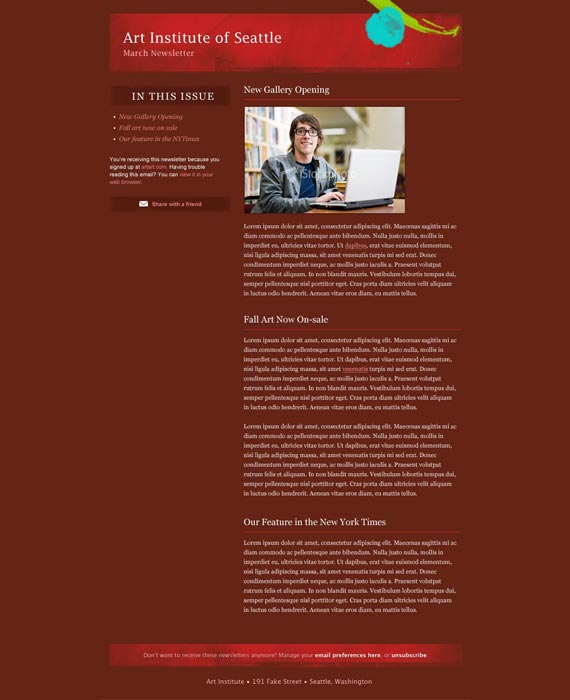 Art Institute of Seattle
March Newsletter
IN THIS ISSUE
• New Gallery Opening
• Fall art now on sale
• Our feature in the NYTimes
You're receiving this newsletter because you
signed up at artart.com. Having trouble
reading this email? You can view it in your
web browser.
Share with a friend
New Gallery Opening
iStockphoto
Lorem ipsum dolor sit amet, consectetur adipiscing elit. Maecenas sagittis mi ac
diam commodo ac pellentesque ante bibendum. Nulla mollis, nulla mollis in
imperdiet eu, ultricies vitae tortor. Ut dapibus, erat vitae euismod elementum,
nisi ligula adipiscing massa, sit amet venenatis turpis mi sed erat. Donec
condimentum imperdiet neque, ac mollis justo iaculis a. Praesent volutpat
rutrum felis et aliquam. In non blandit mauris. Vestibulum lobortis tempus dui,
semper pellentesque nisl porttitor eget. Cras porta diam ultricies mi commodo
in luctus odio hendrerit. Aenean vitae eros diam, eu mattis tellus.
Fall Art Now On-sale
Lorem ipsum dolor sit amet, consectetur adipiscing elit. Maecenas sagittis mi ac
diam commodo ac pellentesque ante bibendum. Nulla mollis, nulla mollis in
imperdiet eu, ultricies vitae tortor. Ut dapibus, erat vitae euismod elementum,
nisi ligula adipiscing massa, sit amet venenatis turpis mi sed erat. Donec
condimentum imperdiet neque, ac mollis justo iaculis a. Praesent volutpat
rutrum felis et aliquam. In non blandit mauris. Vestibulum lobortis tempus dui,
semper pellentesque nisl porttitor eget. Cras porta diam ultricies mi commodo
in luctus odio hendrerit. Aenean vitae eros diam, eu mattis tellus.
Lorem ipsum dolor sit amet, consectetur adipiscing elit. Maecenas sagittis mi ac
diam commodo ac pellentesque ante bibendum. Nulla mollis, nulla mollis in
imperdiet eu, ultricies vitae tortor. Ut dapibus, erat vitae euismod elementum,
nisi ligula adipiscing massa, sit amet venenatis turpis mi sed erat. Donec
condimentum imperdiet neque, ac mollis justo iaculis a. Praesent volutpat
rutrum felis et aliquam. In non blandit mauris. Vestibulum lobortis tempus dui,
semper pellentesque nisl porttitor eget. Cras porta diam ultricies mi commodo
in luctus odio hendrerit. Aenean vitae eros diam, eu mattis tellus.
Our Feature in the New York Times
Lorem ipsum dolor sit amet, consectetur adipiscing elit. Maecenas sagittis mi ac
diam commodo ac pellentesque ante bibendum. Nulla mollis, nulla mollis in
imperdiet eu, ultricies vitae tortor. Ut dapibus, erat vitae euismod elementum,
nisi ligula adipiscing massa, sit amet venenatis turpis mi sed erat. Donec
condimentum imperdiet neque, ac mollis justo iaculis a. Praesent volutpat
rutrum felis et aliquam. In non blandit mauris. Vestibulum lobortis tempus dui,
semper pellentesque nisl porttitor eget. Cras porta diam ultricies mi commodo
in luctus odio hendrerit. Aenean vitae eros diam, eu mattis tellus.
Don't want to receive these newsletters anymore? Manage your email preferences here, or unsubscribe.
Art Institute • 191 Fake Street • Seattle, Washington